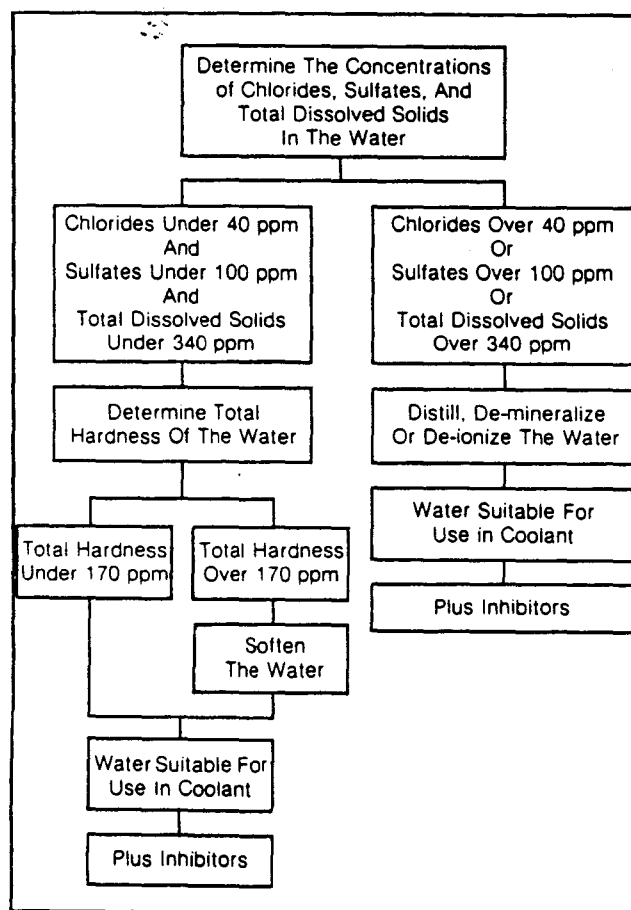 Determine The Concentrations
of Chlorides, Sulfates, And
Total Dissolved Solids
In The Water
Chlorides Under 40 ppm
And
Sulfates Under 100 ppm
And
Total Dissolved Solids
Under 340 ppm
Chlorides Over 40 ppm
Or
Sulfates Over 100 ppm
Or
Total Dissolved Solids
Over 340 ppm
Determine Total
Hardness Of The Water
Distill, De-mineralize
Or De-ionize The Water
Total Hardness
Under 170 ppm
Total Hardness
Over 170 ppm
Water Suitable For
Use in Coolant
Plus Inhibitors
Soften
The Water
Water Suitable For
Use In Coolant
Plus Inhibitors